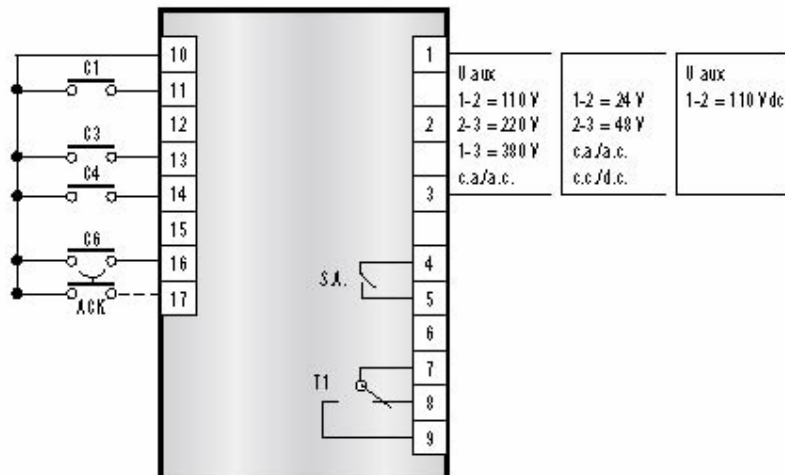 10
C1
11
12
C3
13
C4
14
15
C6
16
ACK
17
1
2
3
S.A.
4
5
6
7
T1
8
9
U aux
1-2 = 110 V
2-3 = 220 V
1-3 = 380 V
c.a/a.c.
1-2 = 24 V
2-3 = 48 V
c.a./a.c.
c.c./d.c.
U aux
1-2 = 110 Vdc